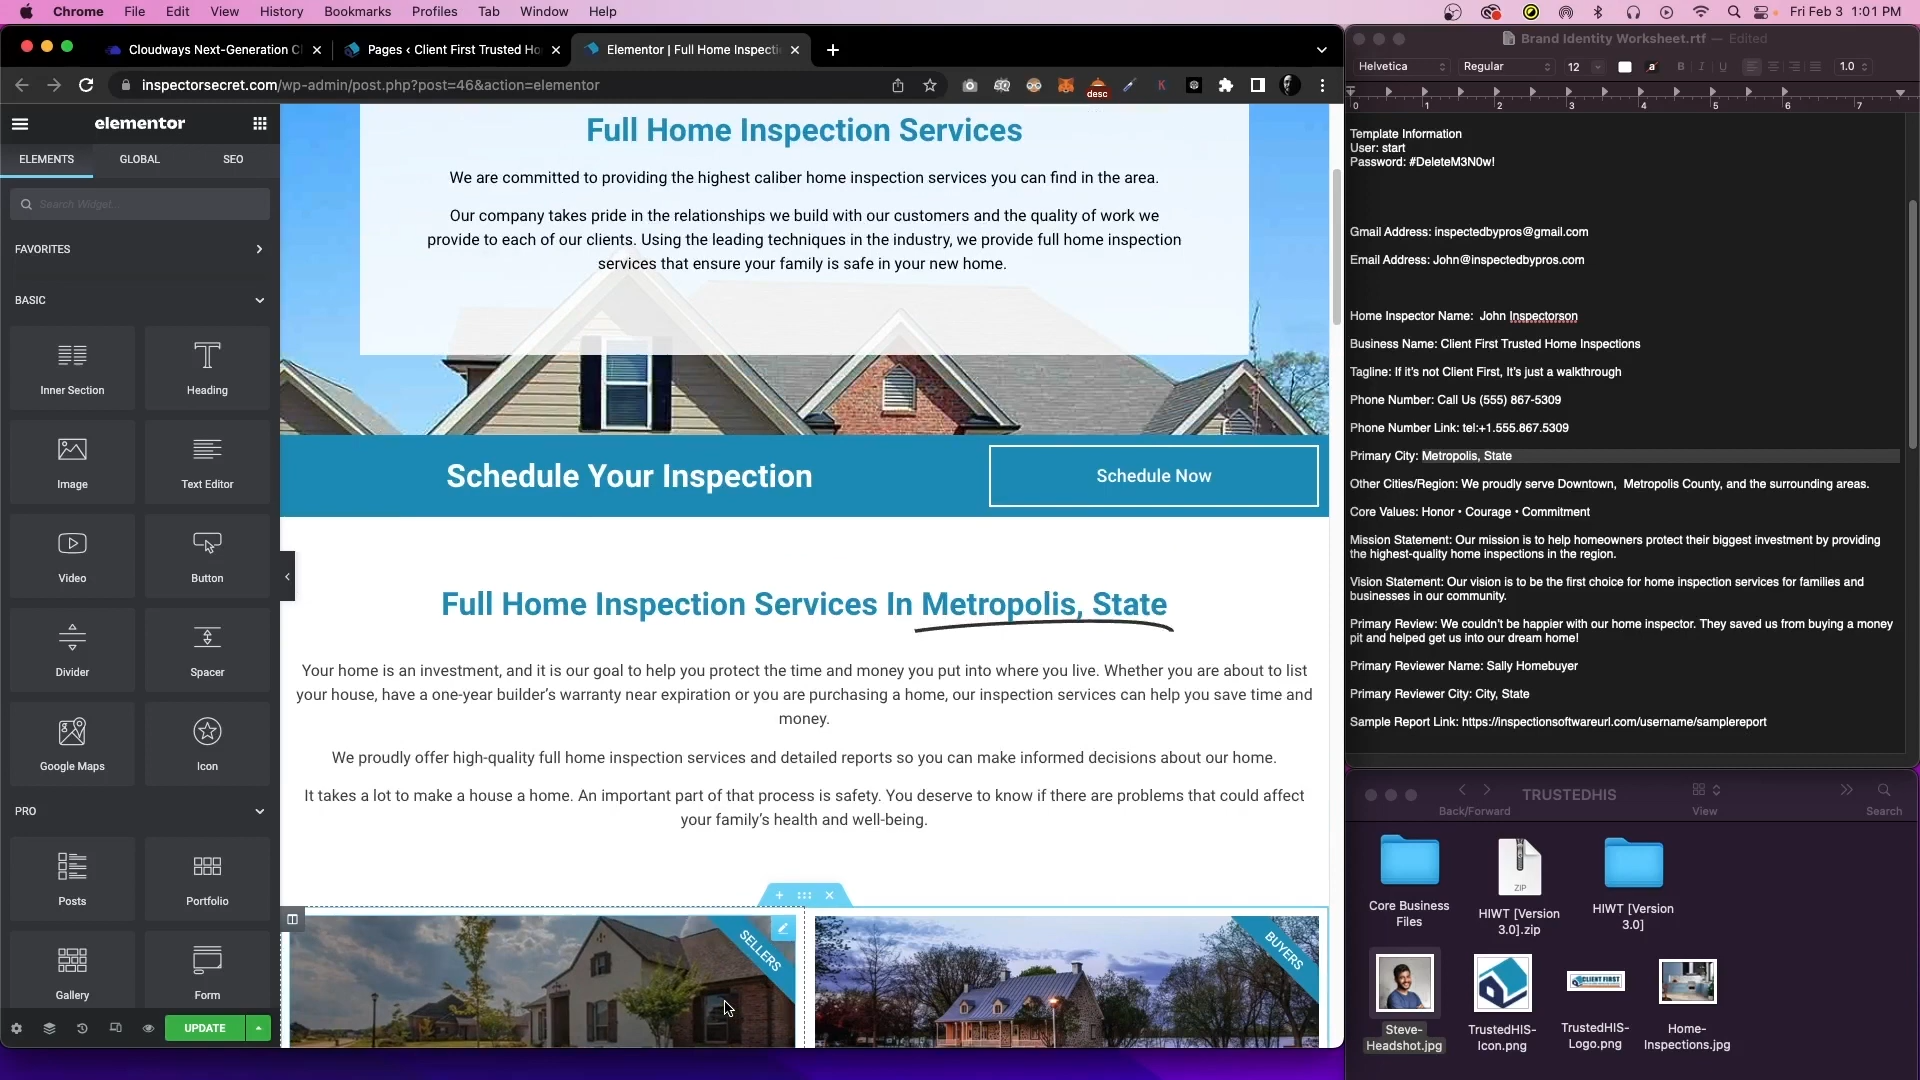 Chrome File Edit View History Bookmarks Profiles Tab Window Help
Fri Feb 3 1:01 PM
Cloudways Next-Generation C
Pages ‹ Client First Trusted Ho
Elementor | Full Home Inspecti
inspectorsecret.com/wp-admin/post.php?post=46&action=elementor
desc
elementor
ELEMENTS GLOBAL SEO
Search Widget...
FAVORITES
BASIC
Inner Section
Heading
Image
Text Editor
Video
Button
Divider
Spacer
Google Maps
Icon
PRO
Posts
Portfolio
Gallery
Form
UPDATE
Full Home Inspection Services
We are committed to providing the highest caliber home inspection services you can find in the area.
Our company takes pride in the relationships we build with our customers and the quality of work we
provide to each of our clients. Using the leading techniques in the industry, we provide full home inspection
services that ensure your family is safe in your new home.
Schedule Your Inspection
Schedule Now
Full Home Inspection Services In Metropolis, State
Your home is an investment, and it is our goal to help you protect the time and money you put into where you live. Whether you are about to list
your house, have a one-year builder’s warranty near expiration or you are purchasing a home, our inspection services can help you save time and
money.
We proudly offer high-quality full home inspection services and detailed reports so you can make informed decisions about our home.
It takes a lot to make a house a home. An important part of that process is safety. You deserve to know if there are problems that could affect
your family’s health and well-being.
SELLERS
BUYERS
Brand Identity Worksheet.rtf — Edited
Helvetica Regular 12 a B I U 1.0
0 1 2 3 4 5 6 7
Template Information
User: start
Password: #DeleteM3N0w!
Gmail Address: inspectedbypros@gmail.com
Email Address: John@inspectedbypros.com
Home Inspector Name: John Inspectorson
Business Name: Client First Trusted Home Inspections
Tagline: If it’s not Client First, It’s just a walkthrough
Phone Number: Call Us (555) 867-5309
Phone Number Link: tel:+1.555.867.5309
Primary City: Metropolis, State
Other Cities/Region: We proudly serve Downtown, Metropolis County, and the surrounding areas.
Core Values: Honor • Courage • Commitment
Mission Statement: Our mission is to help homeowners protect their biggest investment by providing
the highest-quality home inspections in the region.
Vision Statement: Our vision is to be the first choice for home inspection services for families and
businesses in our community.
Primary Review: We couldn’t be happier with our home inspector. They saved us from buying a money
pit and helped get us into our dream home!
Primary Reviewer Name: Sally Homebuyer
Primary Reviewer City: City, State
Sample Report Link: https://inspectionsoftwareurl.com/username/samplereport
TRUSTEDHIS
Back/Forward
View
Search
Core Business
Files
ZIP
HIWT [Version
3.0].zip
HIWT [Version
3.0]
CLIENT FIRST
Steve-
Headshot.jpg
TrustedHIS-
Icon.png
TrustedHIS-
Logo.png
Home-
Inspections.jpg